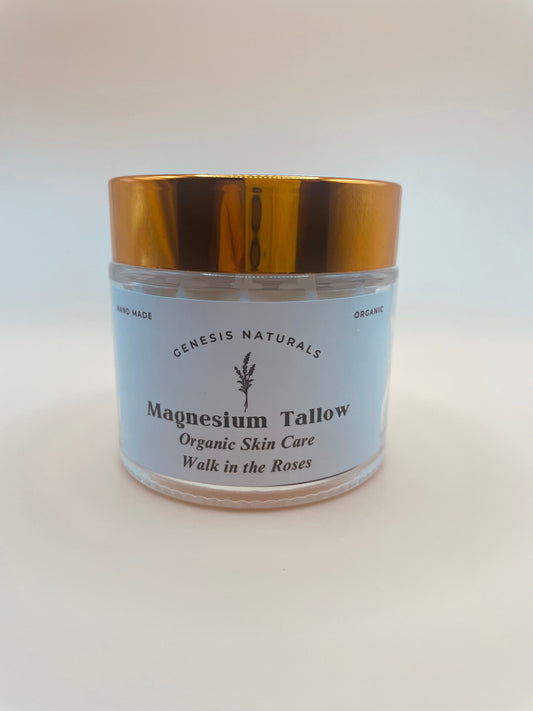 HAND MADE
ORGANIC
GENESIS NATURALS
Magnesium Tallow
Organic Skin Care
Walk in the Roses